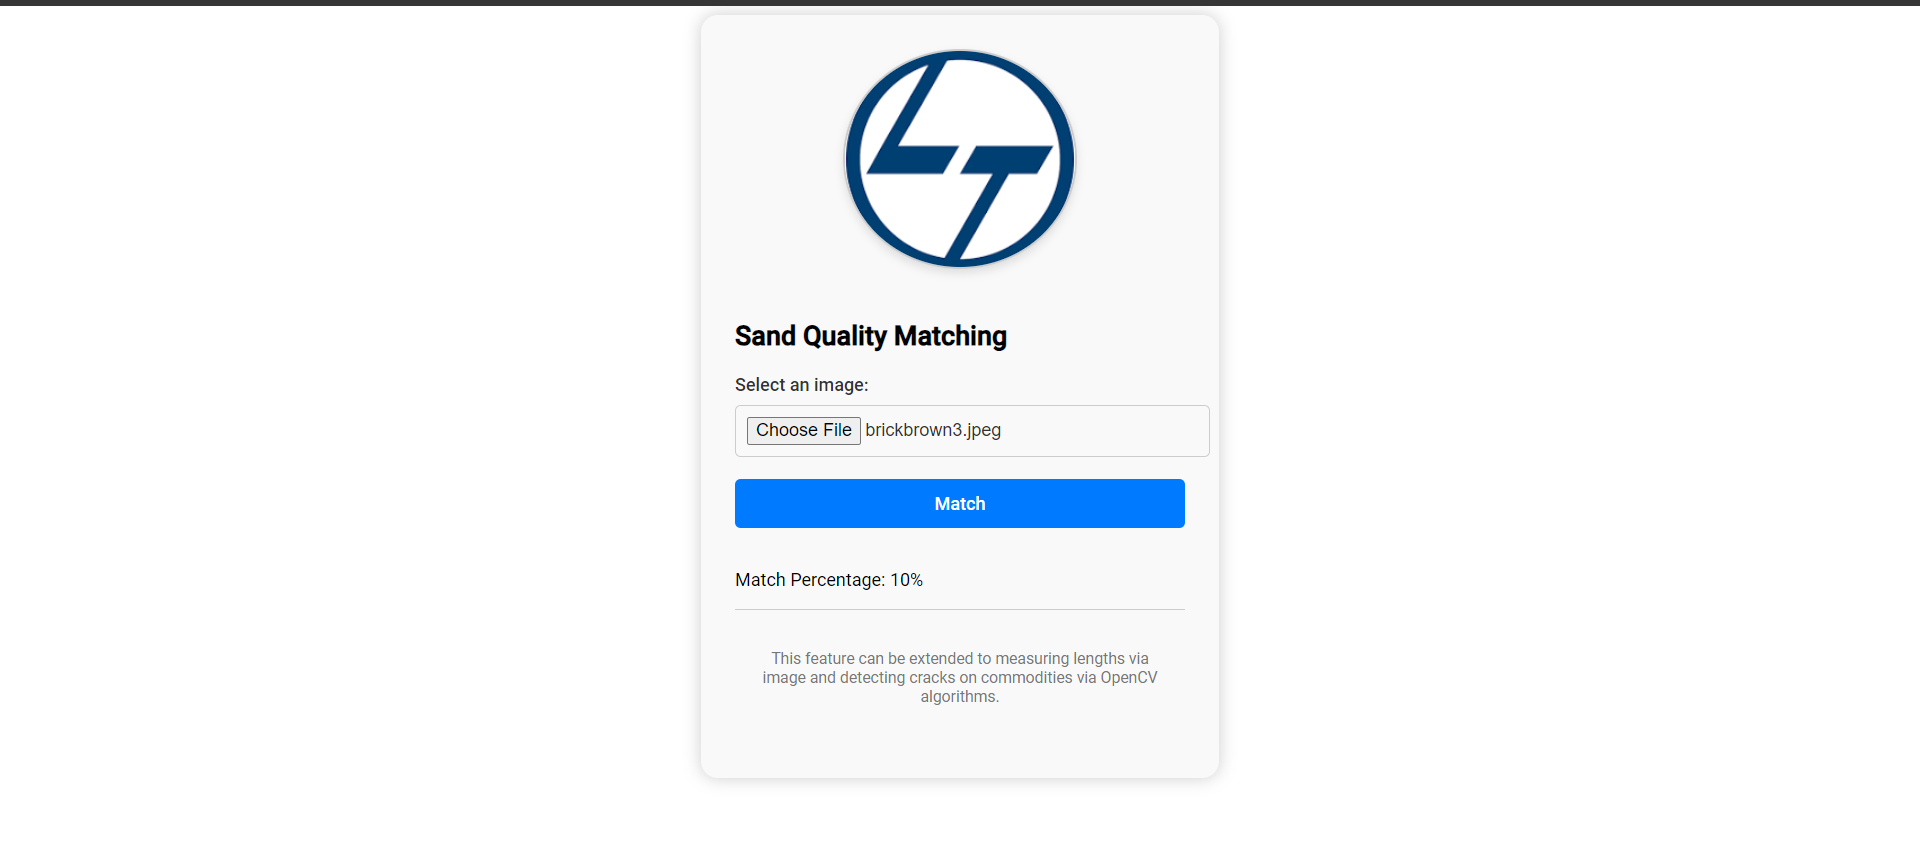 LT
Sand Quality Matching
Select an image:
Choose File brickbrown3.jpeg
Match
Match Percentage: 10%
This feature can be extended to measuring lengths via
image and detecting cracks on commodities via OpenCV
algorithms.